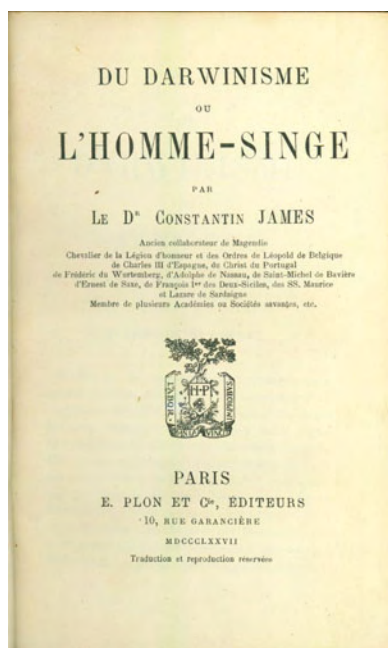 DU DARWINISME
OU
L'HOMME-SINGE
PAR
LE DR CONSTANTIN JAMES
Ancien collaborateur de Magendie
Chevalier de la Légion d'honneur et des Ordres de Léopold de Belgique
de Charles III d'Espagne, de Christ du Portugal
de Frédéric du Wurtemberg, d'Adolphe de Nassau, de Saint-Michel de Bavière
d'Ernest de Saxe, de François Ier des Deux-Siciles, des SS. Maurice
et Lazare de Sardaigne
Membre de plusieurs Académies ou Sociétés savantes, etc.
LABOR
H·P
PARIS
E. PLON ET Cie, ÉDITEURS
10, RUE GARANCIÈRE
MDCCCLXXVII
Traduction et reproduction réservées